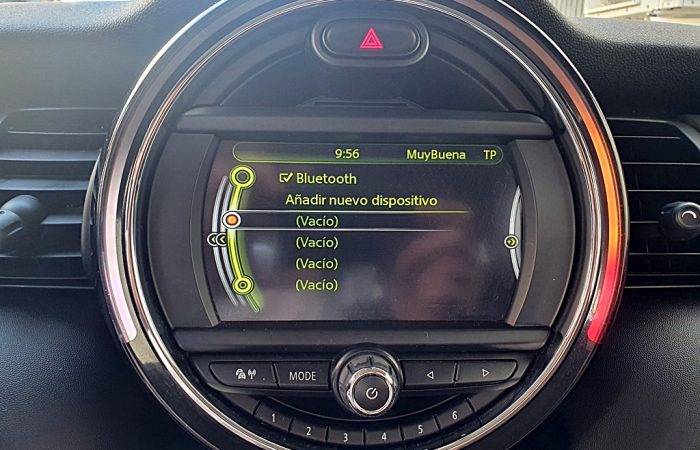 9:56 MuyBuena TP
Bluetooth
Añadir nuevo dispositivo
(Vacío)
(Vacío)
(Vacío)
(Vacío)
MODE
1 2 3 4 5 6